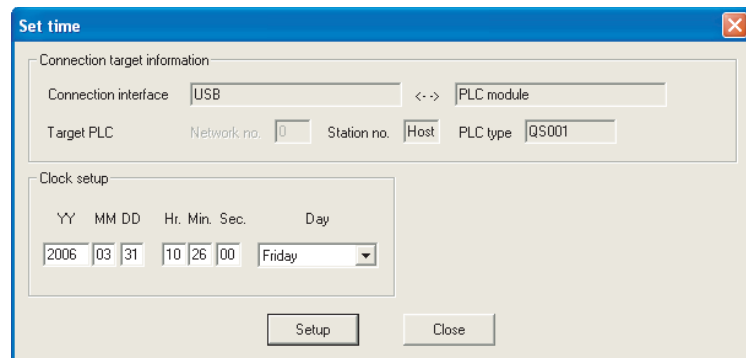 Set time
Connection target information
Connection interface USB <--> PLC module
Target PLC Network no. 0 Station no. Host PLC type QS001
Clock setup
YY MM DD Hr. Min. Sec. Day
2006 03 31 10 26 00 Friday
Setup Close